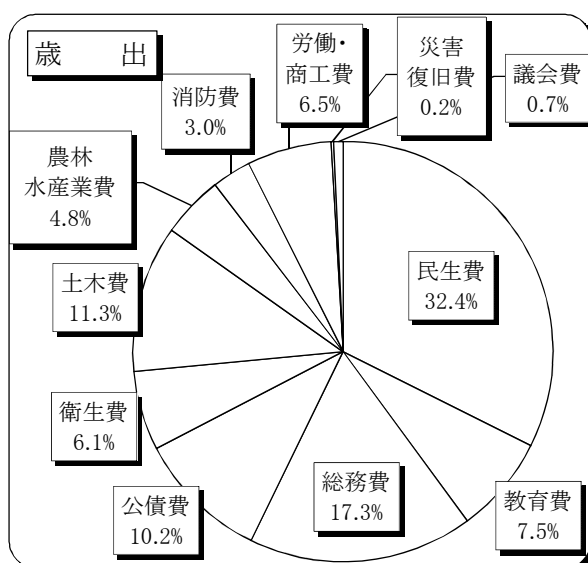 歳　出
労働・
商工費
6.5%
災害
復旧費
0.2%
議会費
0.7%
消防費
3.0%
農林
水産業費
4.8%
民生費
32.4%
土木費
11.3%
衛生費
6.1%
公債費
10.2%
総務費
17.3%
教育費
7.5%